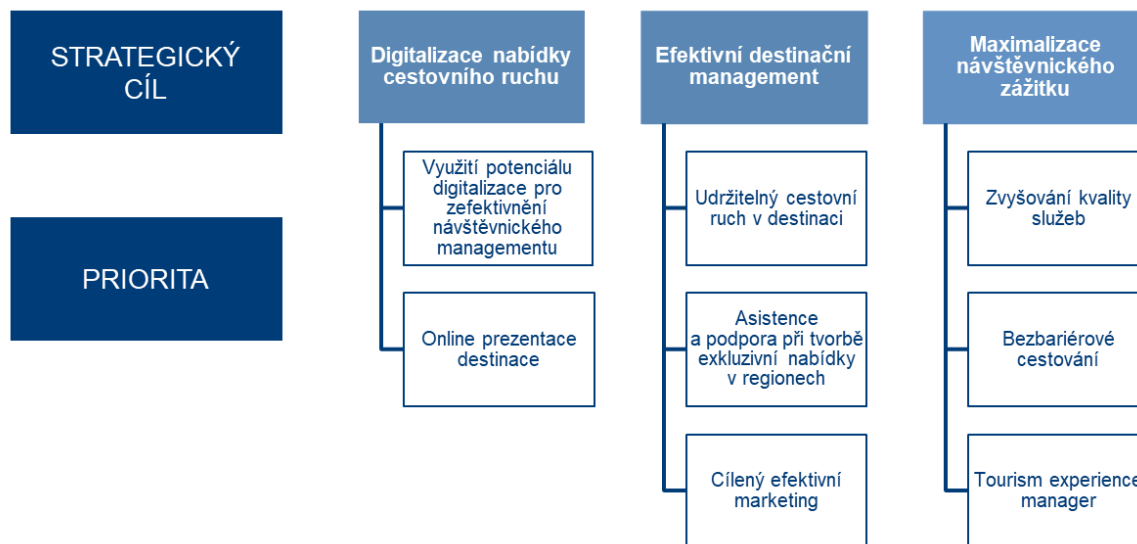 STRATEGICKÝ
CÍL
PRIORITA
Digitalizace nabídky
cestovního ruchu
Využití potenciálu
digitalizace pro
zefektivnění
návštěvnického
managementu
Online prezentace
destinace
Efektivní destinační
management
Udržitelný cestovní
ruch v destinaci
Asistence
a podpora při tvorbě
exkluzivní nabídky
v regionech
Cílený efektivní
marketing
Maximalizace
návštěvnického
zážitku
Zvyšování kvality
služeb
Bezbariérové
cestování
Tourism experience
manager